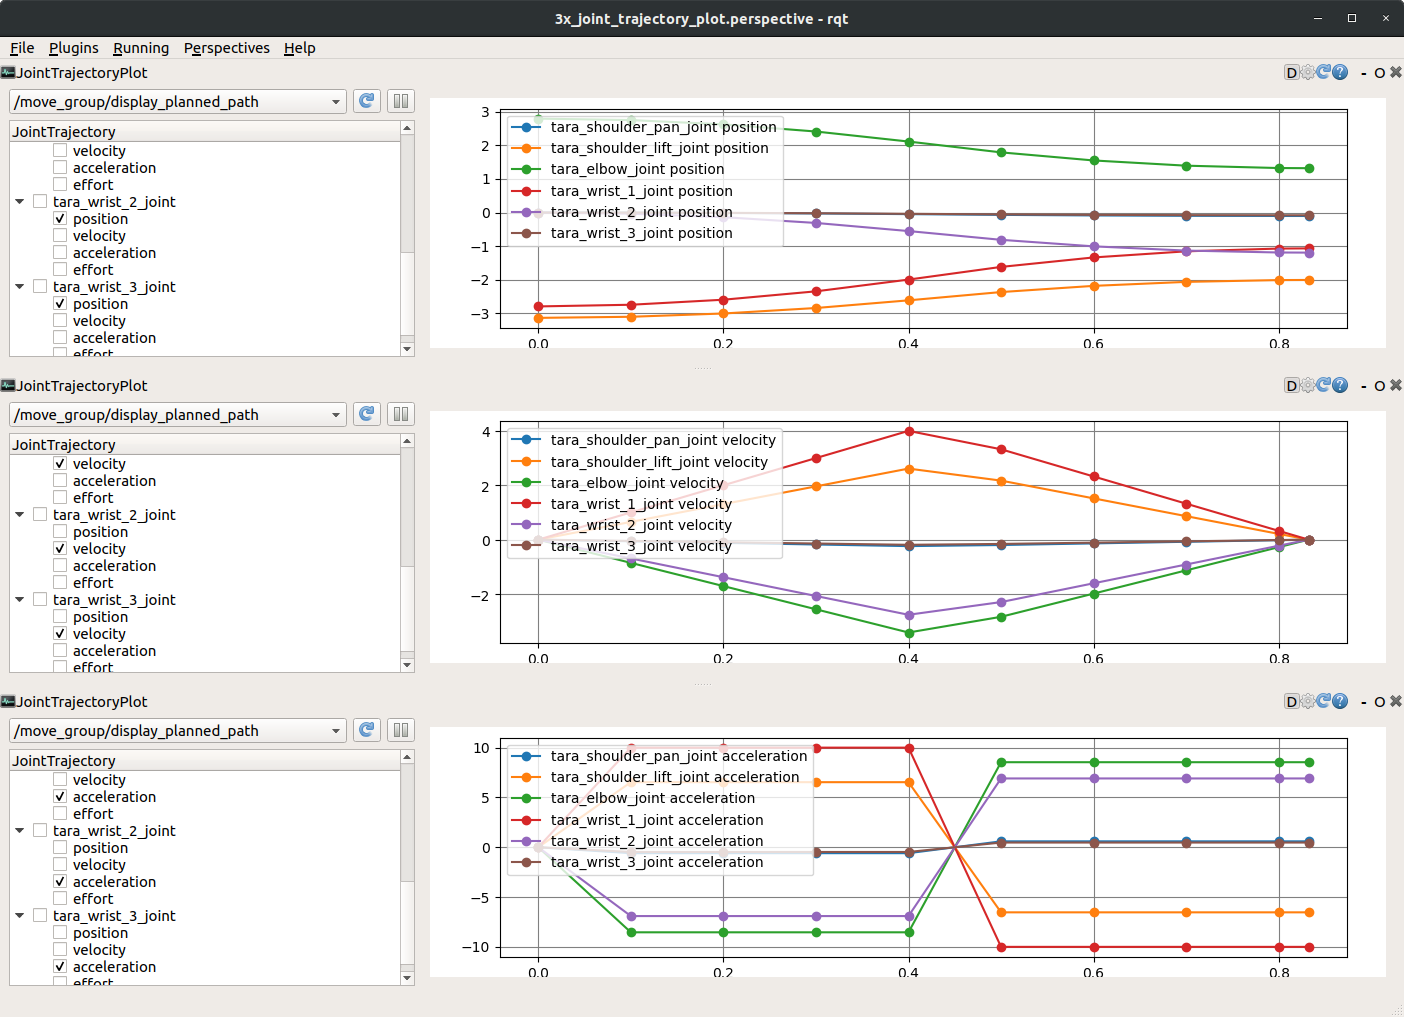 3x_joint_trajectory_plot.perspective - rqt
File Plugins Running Perspectives Help
JointTrajectoryPlot
D - O
/move_group/display_planned_path
JointTrajectory
velocity
acceleration
effort
tara_wrist_2_joint
position
velocity
acceleration
effort
tara_wrist_3_joint
position
velocity
acceleration
effort
3
2
1
0
−1
−2
−3
tara_shoulder_pan_joint position
tara_shoulder_lift_joint position
tara_elbow_joint position
tara_wrist_1_joint position
tara_wrist_2_joint position
tara_wrist_3_joint position
0.0 0.2 0.4 0.6 0.8
JointTrajectoryPlot
D - O
/move_group/display_planned_path
JointTrajectory
velocity
acceleration
effort
tara_wrist_2_joint
position
velocity
acceleration
effort
tara_wrist_3_joint
position
velocity
acceleration
effort
4
2
0
−2
tara_shoulder_pan_joint velocity
tara_shoulder_lift_joint velocity
tara_elbow_joint velocity
tara_wrist_1_joint velocity
tara_wrist_2_joint velocity
tara_wrist_3_joint velocity
0.0 0.2 0.4 0.6 0.8
JointTrajectoryPlot
D - O
/move_group/display_planned_path
JointTrajectory
velocity
acceleration
effort
tara_wrist_2_joint
position
velocity
acceleration
effort
tara_wrist_3_joint
position
velocity
acceleration
effort
10
5
0
−5
−10
tara_shoulder_pan_joint acceleration
tara_shoulder_lift_joint acceleration
tara_elbow_joint acceleration
tara_wrist_1_joint acceleration
tara_wrist_2_joint acceleration
tara_wrist_3_joint acceleration
0.0 0.2 0.4 0.6 0.8